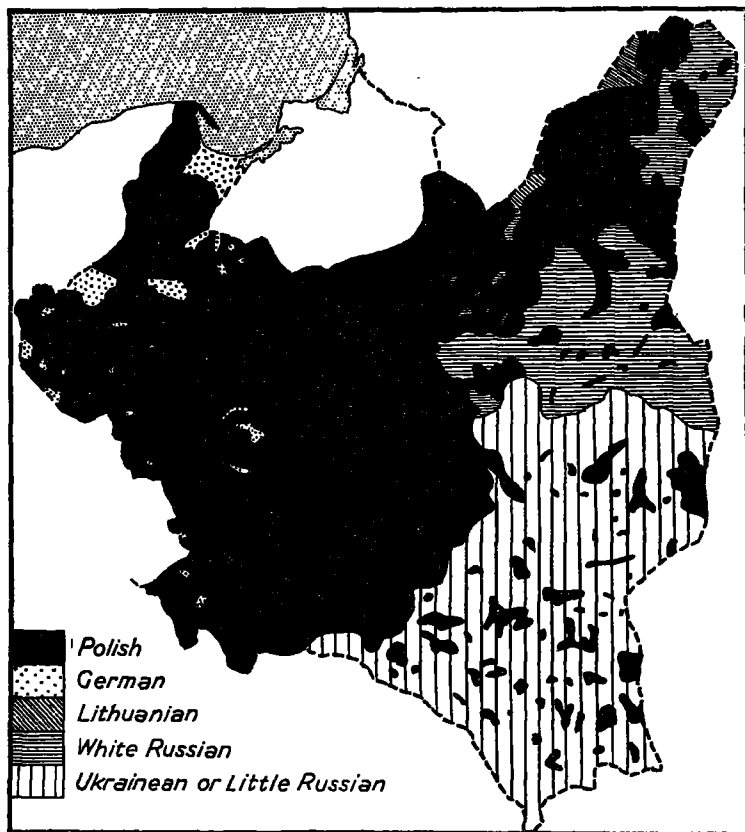 Polish
German
Lithuanian
White Russian
Ukrainean or Little Russian